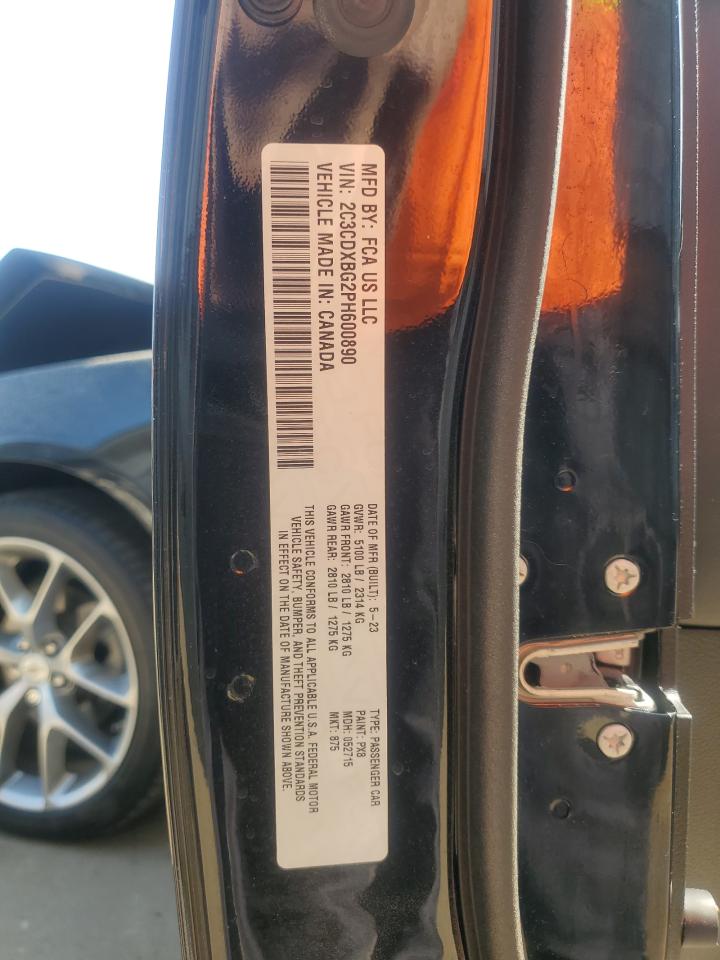 MFD BY: FCA US LLC
VIN: 2C3CDXBG2PH600890
VEHICLE MADE IN: CANADA
DATE OF MFR (BUILT): 5-23
GVWR: 5100 LB / 2314 KG
GAWR FRONT: 2810 LB / 1275 KG
GAWR REAR: 2810 LB / 1275 KG
TYPE: PASSENGER CAR
PAINT: PX8
MDH: 052715
MKT: 875
THIS VEHICLE CONFORMS TO ALL APPLICABLE U.S.A. FEDERAL MOTOR
VEHICLE SAFETY, BUMPER, AND THEFT PREVENTION STANDARDS
IN EFFECT ON THE DATE OF MANUFACTURE SHOWN ABOVE.